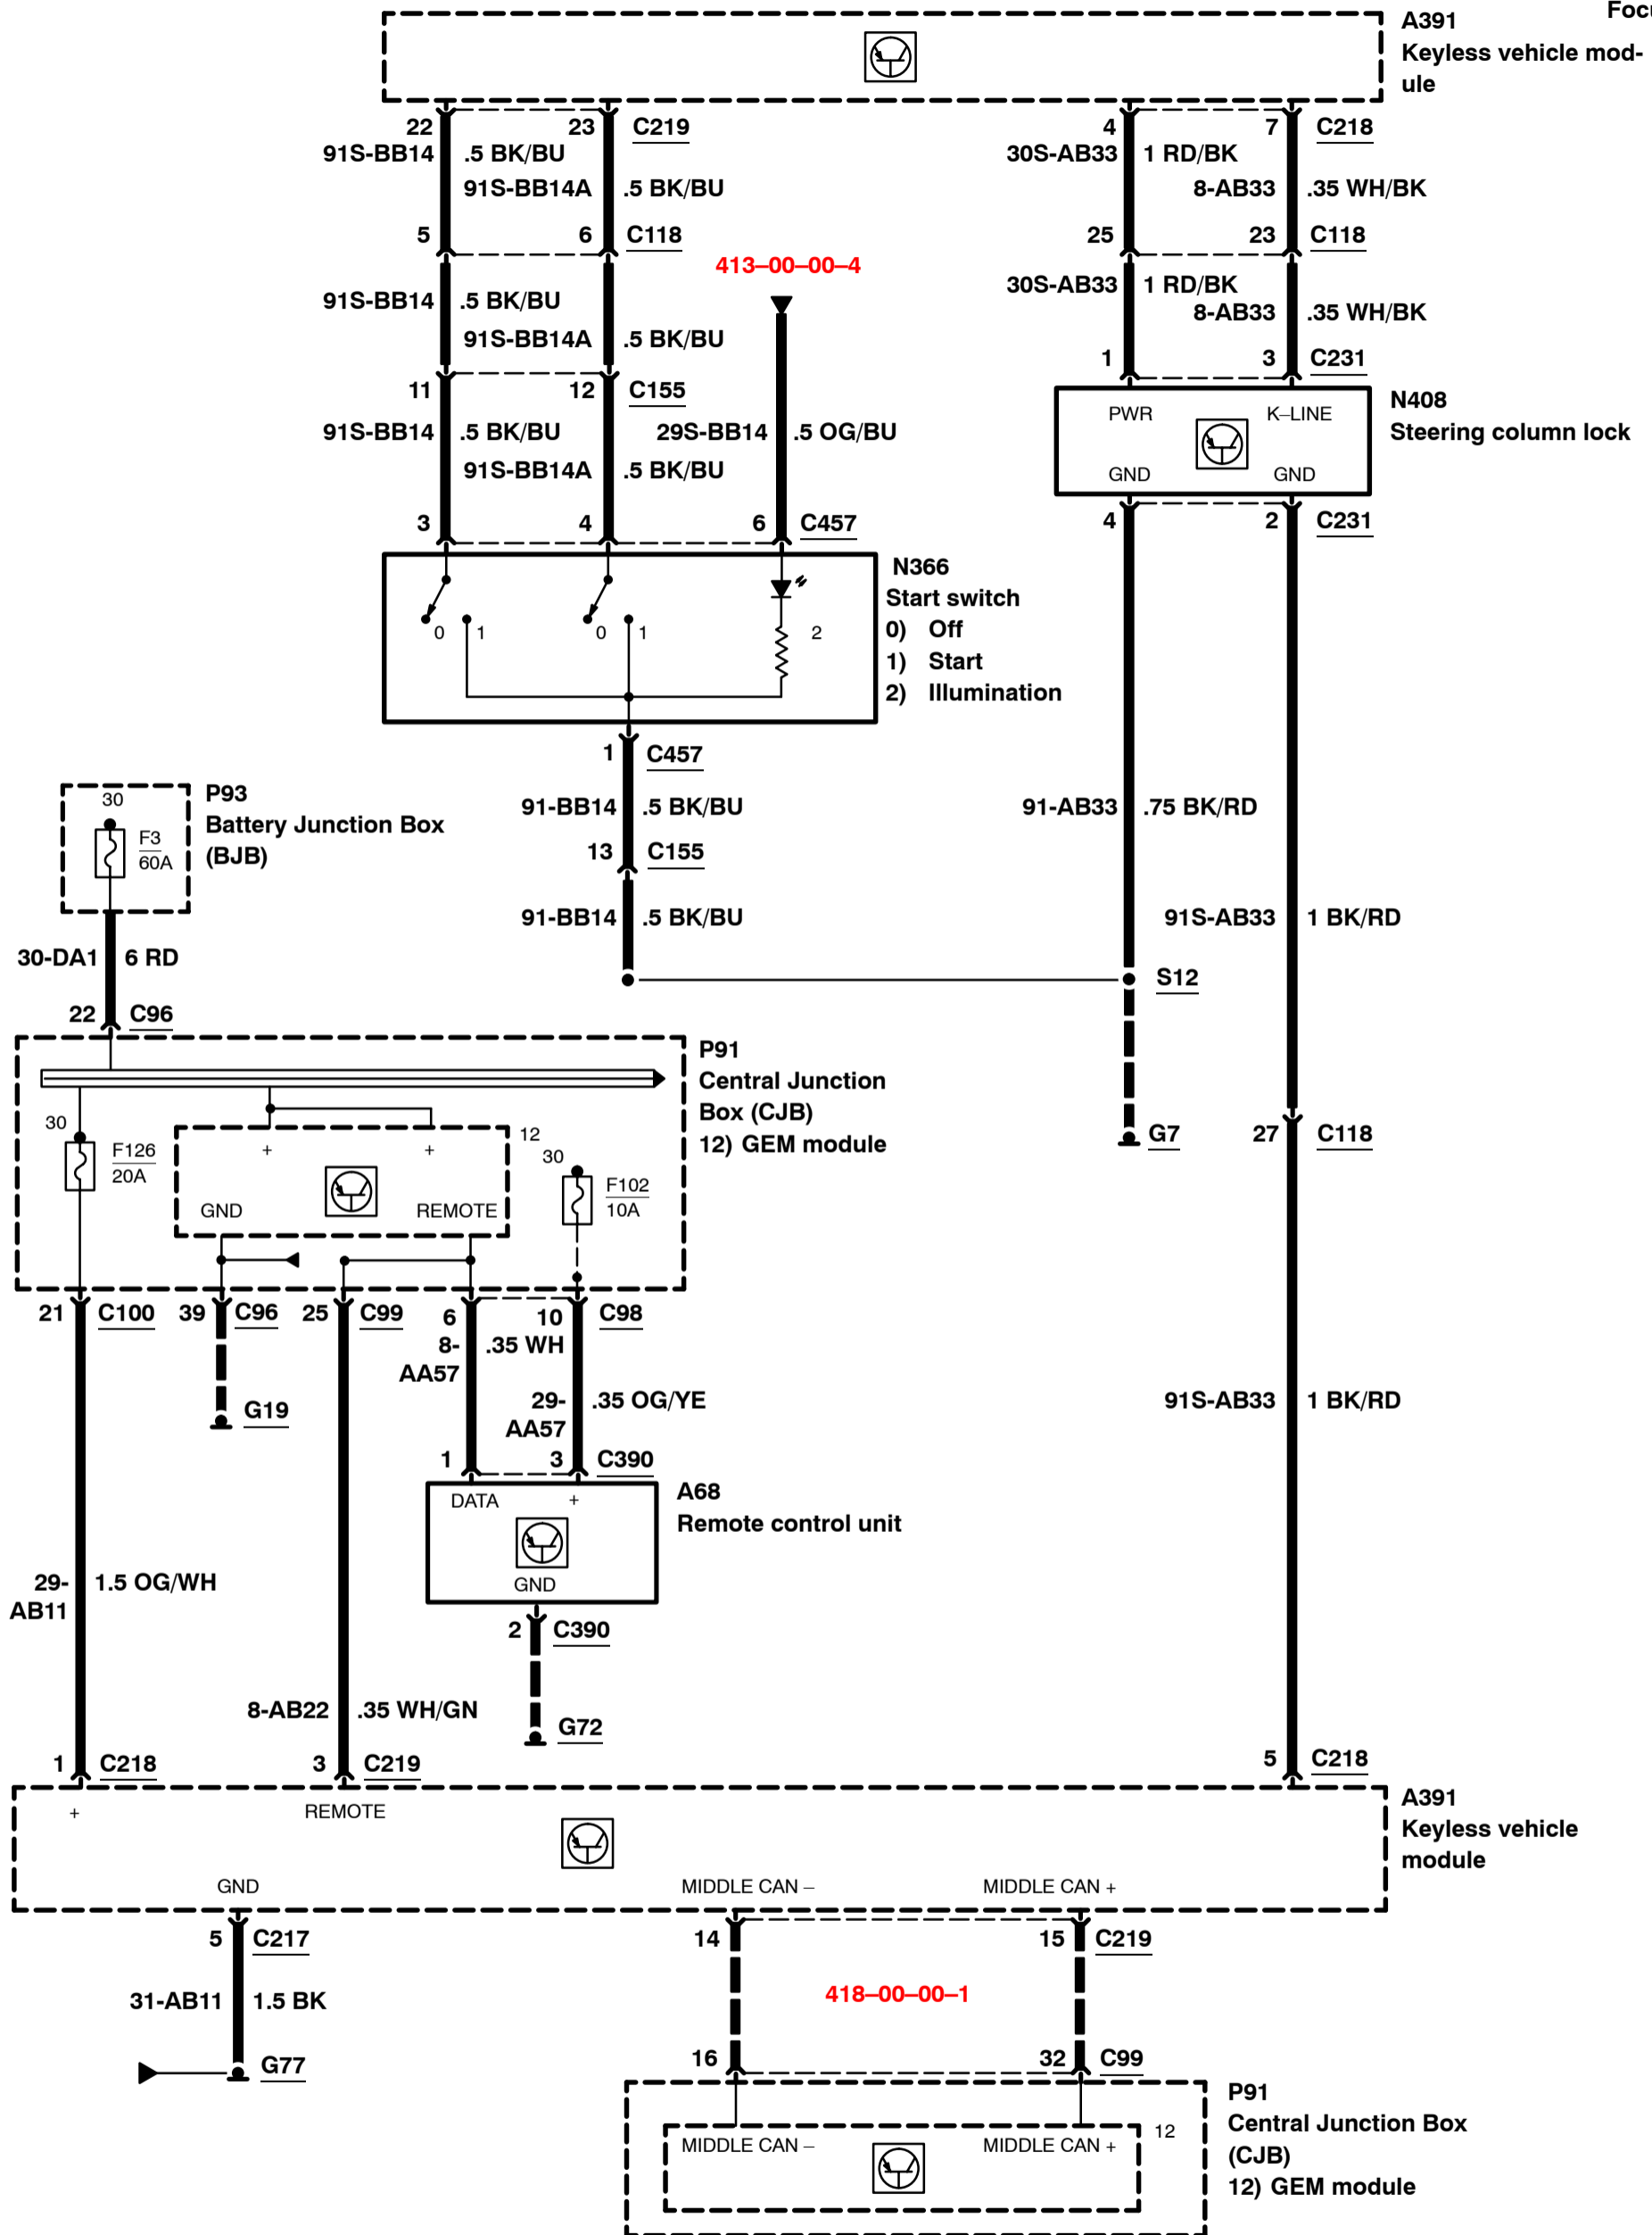 Focu
A391
Keyless vehicle mod-
ule
22 23 C219 4 7 C218
91S-BB14 .5 BK/BU 30S-AB33 1 RD/BK
91S-BB14A .5 BK/BU 8-AB33 .35 WH/BK
5 6 C118 25 23 C118
413–00–00–4
30S-AB33 1 RD/BK
91S-BB14 .5 BK/BU 8-AB33 .35 WH/BK
91S-BB14A .5 BK/BU
1 3 C231
11 12 C155
N408
Steering column lock
PWR K–LINE
GND GND
91S-BB14 .5 BK/BU 29S-BB14 .5 OG/BU
91S-BB14A .5 BK/BU
3 4 6 C457 4 2 C231
N366
Start switch
0) Off
1) Start
2) Illumination
0 1 0 1 2
1 C457
P93
Battery Junction Box
(BJB)
30
F3
60A
91-BB14 .5 BK/BU 91-AB33 .75 BK/RD
13 C155
91-BB14 .5 BK/BU 91S-AB33 1 BK/RD
30-DA1 6 RD
S12
22 C96
P91
Central Junction
Box (CJB)
12) GEM module
30
F126
20A
12
+ +
GND REMOTE
30
F102
10A
G7 27 C118
21 C100 39 C96 25 C99 6 10 C98
8-
AA57
.35 WH
29-
AA57
.35 OG/YE
91S-AB33 1 BK/RD
G19
1 3 C390
DATA +
GND
A68
Remote control unit
29-
AB11
1.5 OG/WH
2 C390
8-AB22 .35 WH/GN
G72
1 C218 3 C219 5 C218
A391
Keyless vehicle
module
+ REMOTE
GND MIDDLE CAN – MIDDLE CAN +
5 C217 14 15 C219
31-AB11 1.5 BK
418–00–00–1
G77
16 32 C99
P91
Central Junction Box
(CJB)
12) GEM module
MIDDLE CAN – MIDDLE CAN + 12